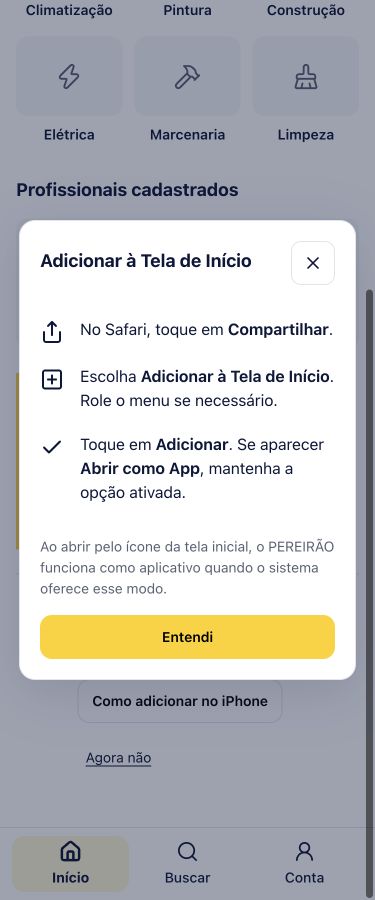 Climatização
Pintura
Construção
Elétrica
Marcenaria
Limpeza
Profissionais cadastrados
Adicionar à Tela de Início
No Safari, toque em Compartilhar.
Escolha Adicionar à Tela de Início.
Role o menu se necessário.
Toque em Adicionar. Se aparecer
Abrir como App, mantenha a
opção ativada.
Ao abrir pelo ícone da tela inicial, o PEREIRÃO
funciona como aplicativo quando o sistema
oferece esse modo.
Entendi
Como adicionar no iPhone
Agora não
Início
Buscar
Conta